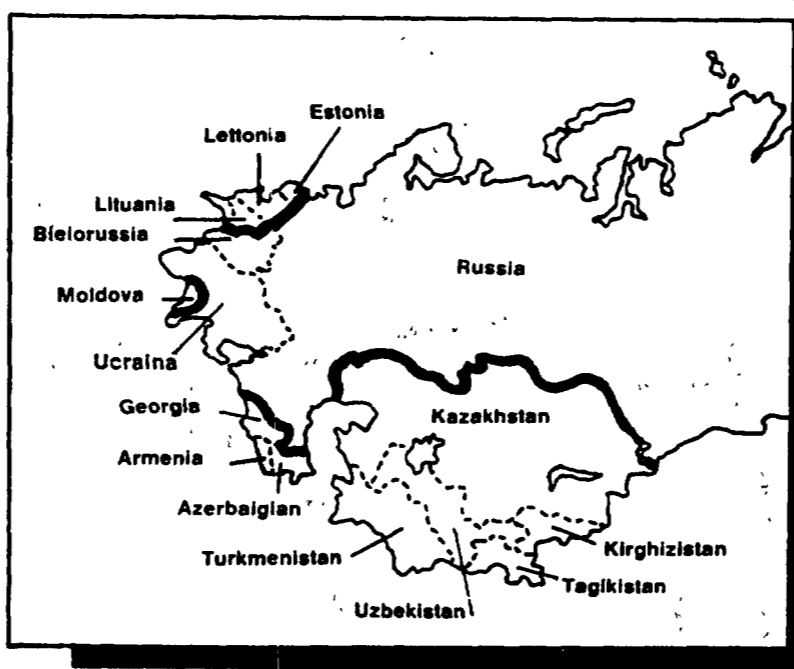 Estonia
Lettonia
Lituania
Bielorussia
Russia
Moldova
Ucraina
Georgia
Kazakhstan
Armenia
Azerbaigian
Turkmenistan
Kirghizistan
Tagikistan
Uzbekistan